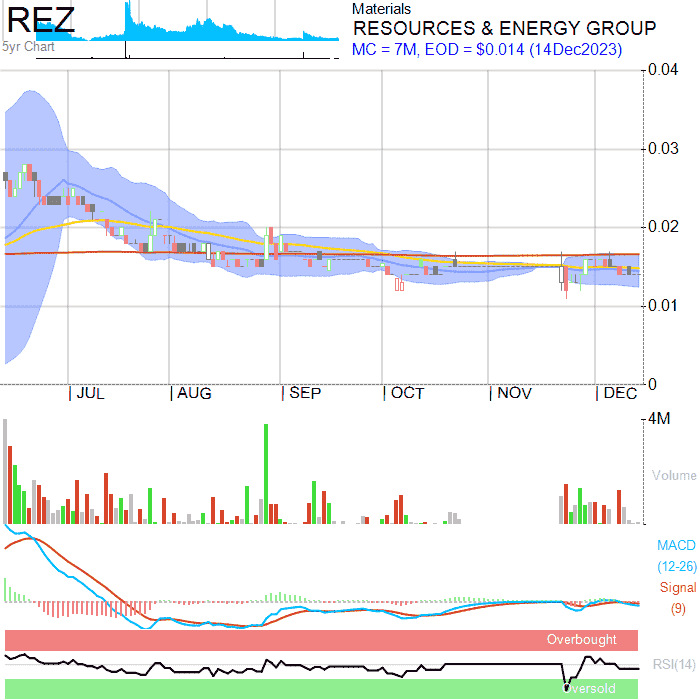 REZ
5yr Chart
Materials
RESOURCES & ENERGY GROUP
MC = 7M, EOD = $0.014 (14Dec2023)
0.04
0.03
0.02
0.01
0
JUL AUG SEP OCT NOV DEC
4M
Volume
MACD
(12-26)
Signal
(9)
Overbought
RSI(14)
Oversold